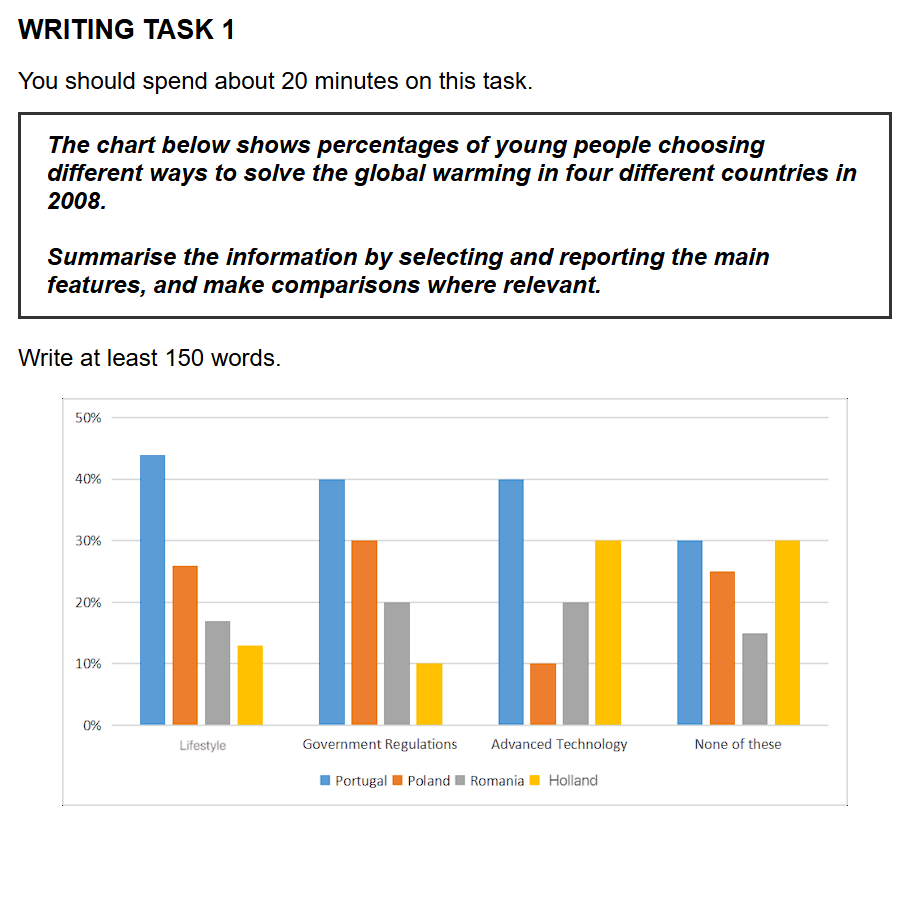 WRITING TASK 1
You should spend about 20 minutes on this task.
The chart below shows percentages of young people choosing
different ways to solve the global warming in four different countries in
2008.
Summarise the information by selecting and reporting the main
features, and make comparisons where relevant.
Write at least 150 words.
50%
40%
30%
20%
10%
0%
Lifestyle Government Regulations Advanced Technology None of these
Portugal Poland Romania Holland